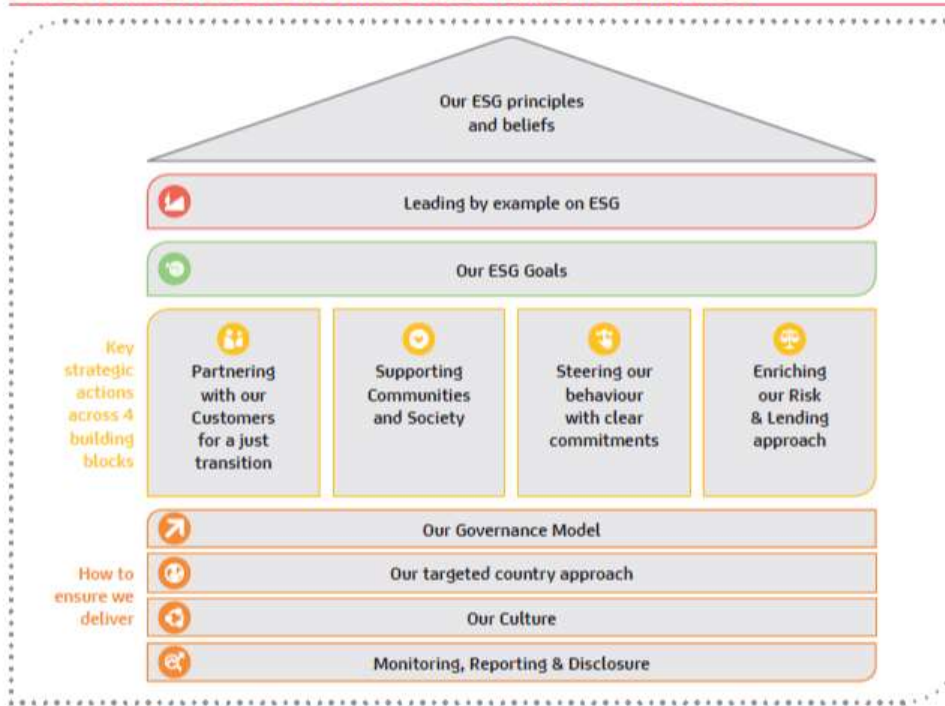 Our ESG principles
and beliefs
Leading by example on ESG
Our ESG Goals
Key
strategic
actions
across 4
building
blocks
Partnering
with our
Customers
for a just
transition
Supporting
Communities
and Society
Steering our
behaviour
with clear
commitments
Enriching
our Risk
& Lending
approach
How to
ensure we
deliver
Our Governance Model
Our targeted country approach
Our Culture
Monitoring, Reporting & Disclosure